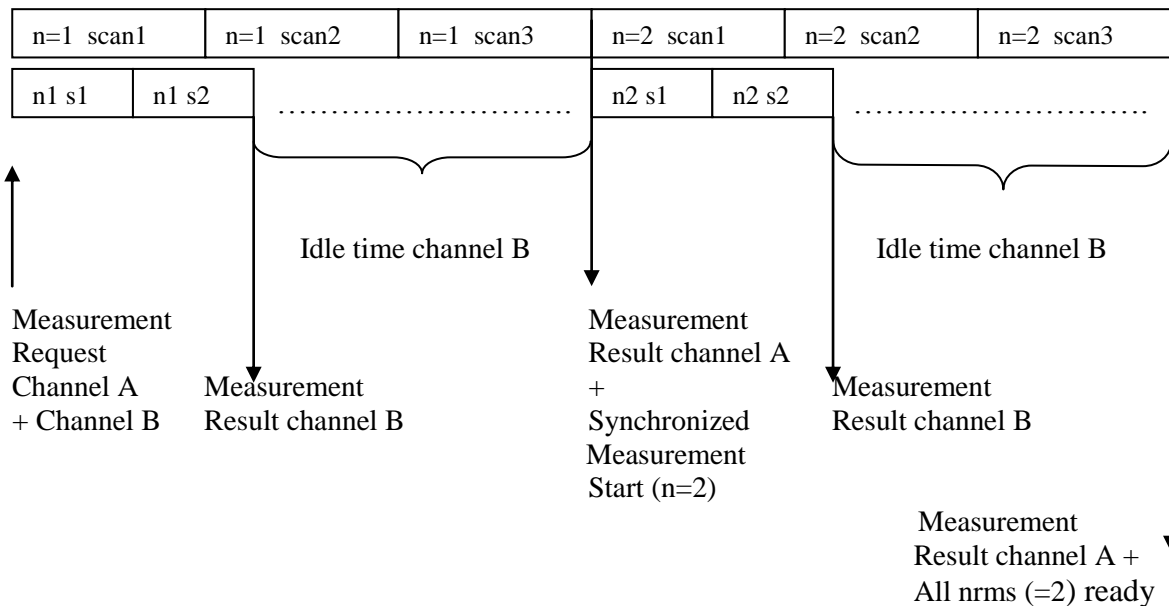 n=1 scan1 n=1 scan2 n=1 scan3 n=2 scan1 n=2 scan2 n=2 scan3
n1 s1 n1 s2 ................................ n2 s1 n2 s2 ................................
Idle time channel B
Idle time channel B
Measurement
Request
Channel A
+ Channel B
Measurement
Result channel B
Measurement
Result channel A
+
Synchronized
Measurement
Start (n=2)
Measurement
Result channel B
Measurement
Result channel A +
All nrms (=2) ready